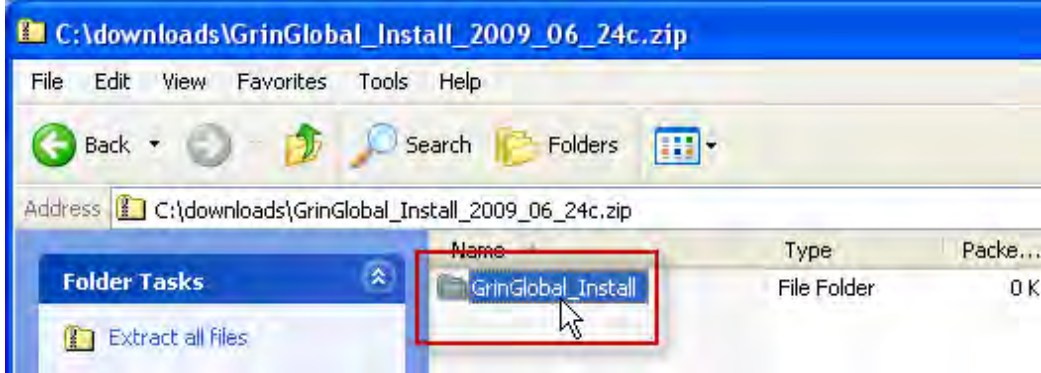 C:\downloads\GrinGlobal_Install_2009_06_24c.zip
File Edit View Favorites Tools Help
Back Search Folders
Address C:\downloads\GrinGlobal_Install_2009_06_24c.zip
Name Type Packe...
Folder Tasks
GrinGlobal_Install File Folder 0 K
Extract all files